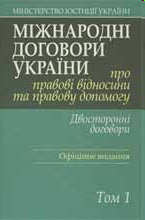 МІНІСТЕРСТВО ЮСТИЦІЇ УКРАЇНИ
МІЖНАРОДНІ
ДОГОВОРИ
УКРАЇНИ
про
правові відносини
та правову допомогу
Двосторонні
договори
Офіційне видання
Том 1